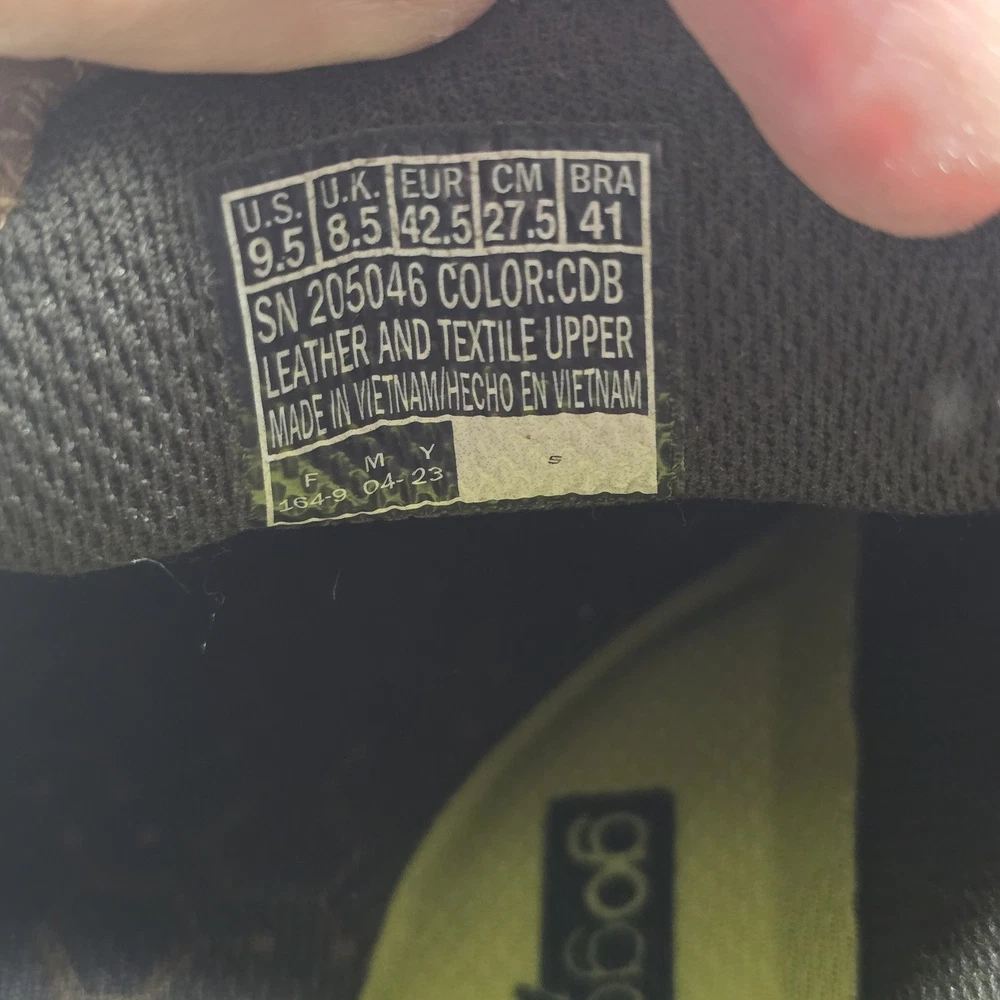 U.S. U.K. EUR CM BRA
9.5 8.5 42.5 27.5 41
SN 205046 COLOR:CDB
LEATHER AND TEXTILE UPPER
MADE IN VIETNAM/HECHO EN VIETNAM
F M Y
164-9 04-23
S
goga